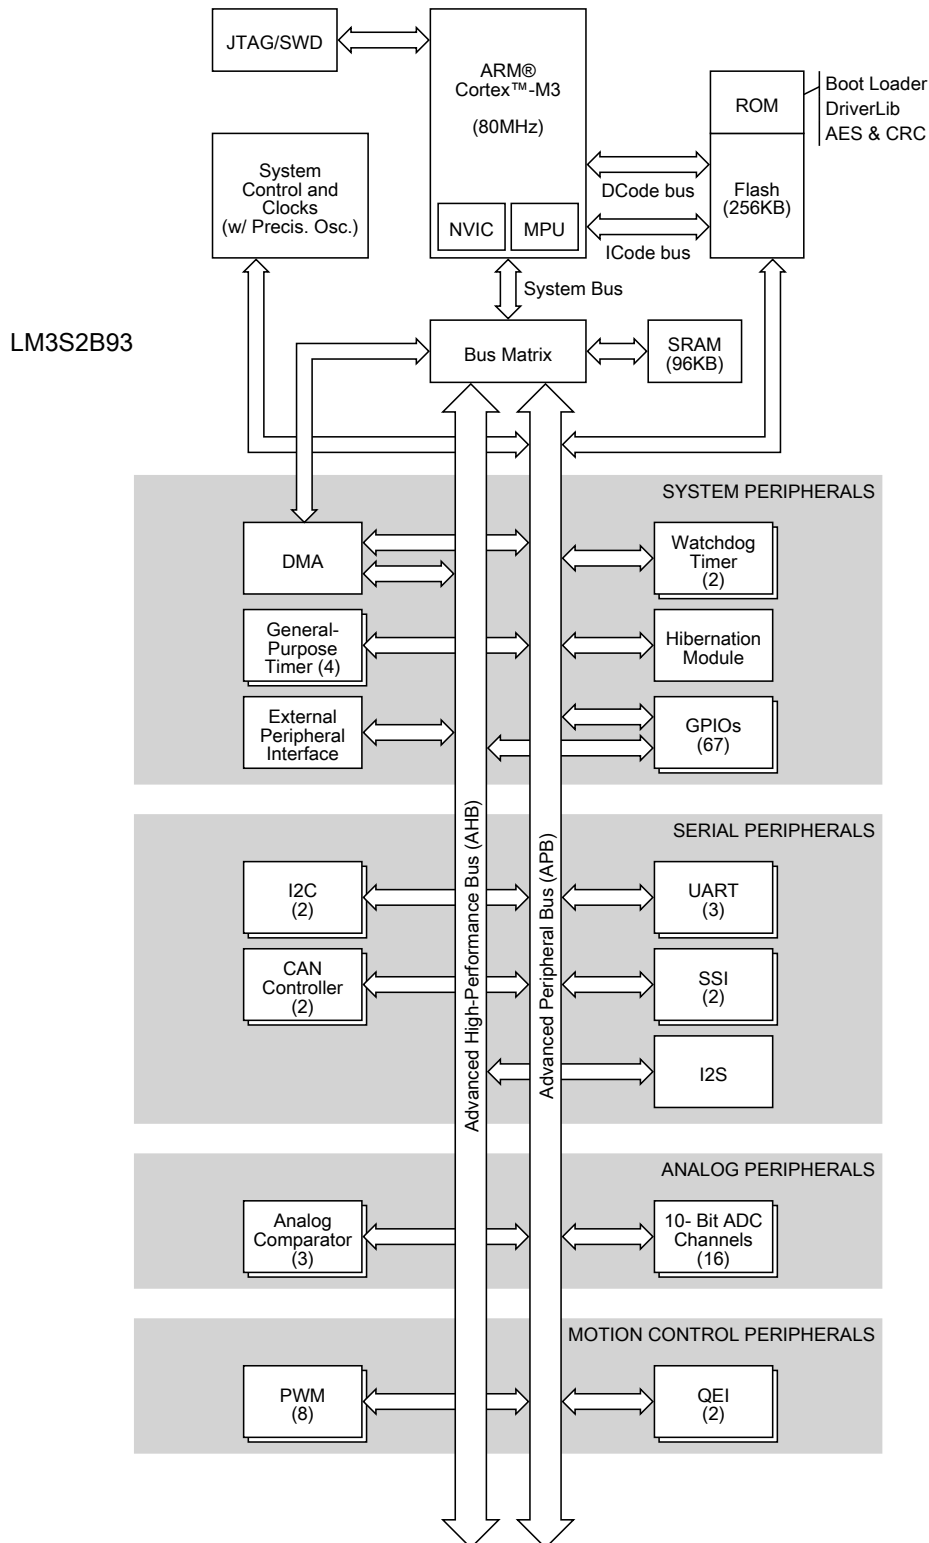 JTAG/SWD
ARM®
Cortex™-M3
(80MHz)
NVIC
MPU
ROM
Boot Loader
DriverLib
AES & CRC
Flash
(256KB)
DCode bus
ICode bus
System
Control and
Clocks
(w/ Precis. Osc.)
System Bus
LM3S2B93
Bus Matrix
SRAM
(96KB)
SYSTEM PERIPHERALS
DMA
Watchdog
Timer
(2)
General-
Purpose
Timer (4)
Hibernation
Module
External
Peripheral
Interface
GPIOs
(67)
Advanced High-Performance Bus (AHB)
Advanced Peripheral Bus (APB)
SERIAL PERIPHERALS
I2C
(2)
UART
(3)
CAN
Controller
(2)
SSI
(2)
I2S
ANALOG PERIPHERALS
Analog
Comparator
(3)
10- Bit ADC
Channels
(16)
MOTION CONTROL PERIPHERALS
PWM
(8)
QEI
(2)